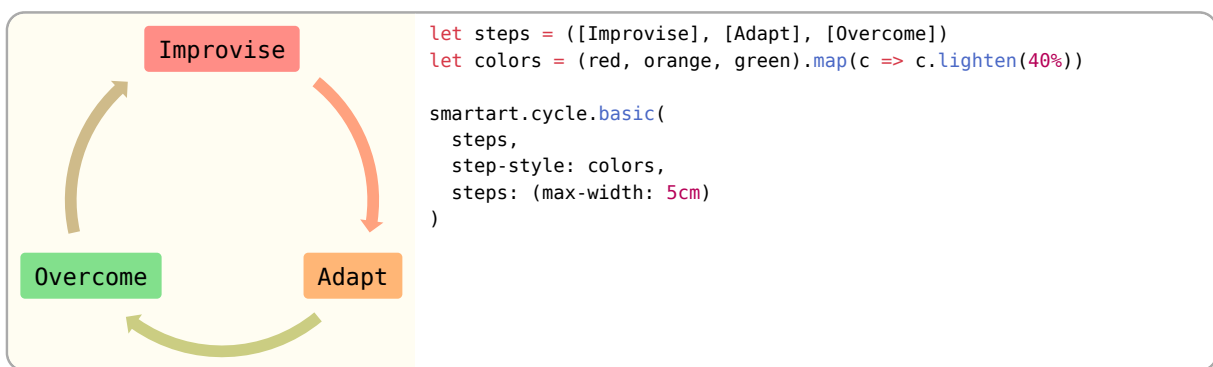 Improvise
Overcome
Adapt
let steps = ([Improvise], [Adapt], [Overcome])
let colors = (red, orange, green).map(c => c.lighten(40%))
smartart.cycle.basic(
  steps,
  step-style: colors,
  steps: (max-width: 5cm)
)